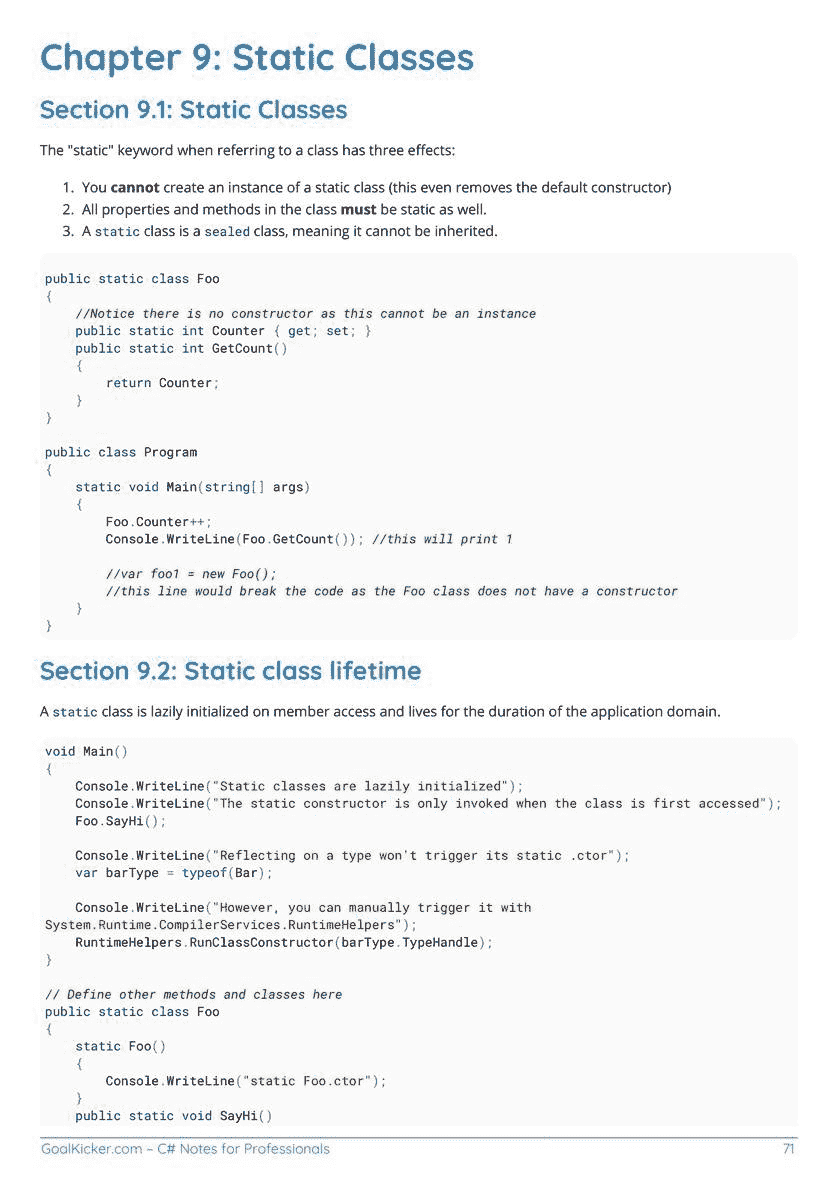 Chapter 9: Static Classes
Section 9.1: Static Classes
The "static" keyword when referring to a class has three effects:
1. You cannot create an instance of a static class (this even removes the default constructor)
2. All properties and methods in the class must be static as well.
3. A static class is a sealed class, meaning it cannot be inherited.
public static class Foo
{
    //Notice there is no constructor as this cannot be an instance
    public static int Counter { get; set; }
    public static int GetCount()
    {
        return Counter;
    }
}
public class Program
{
    static void Main(string[] args)
    {
        Foo.Counter++;
        Console.WriteLine(Foo.GetCount()); //this will print 1
        //var foo1 = new Foo();
        //this line would break the code as the Foo class does not have a constructor
    }
}
Section 9.2: Static class lifetime
A static class is lazily initialized on member access and lives for the duration of the application domain.
void Main()
{
    Console.WriteLine("Static classes are lazily initialized");
    Console.WriteLine("The static constructor is only invoked when the class is first accessed");
    Foo.SayHi();
    Console.WriteLine("Reflecting on a type won't trigger its static .ctor");
    var barType = typeof(Bar);
    Console.WriteLine("However, you can manually trigger it with
System.Runtime.CompilerServices.RuntimeHelpers");
    RuntimeHelpers.RunClassConstructor(barType.TypeHandle);
}
// Define other methods and classes here
public static class Foo
{
    static Foo()
    {
        Console.WriteLine("static Foo.ctor");
    }
    public static void SayHi()
GoalKicker.com – C# Notes for Professionals
71